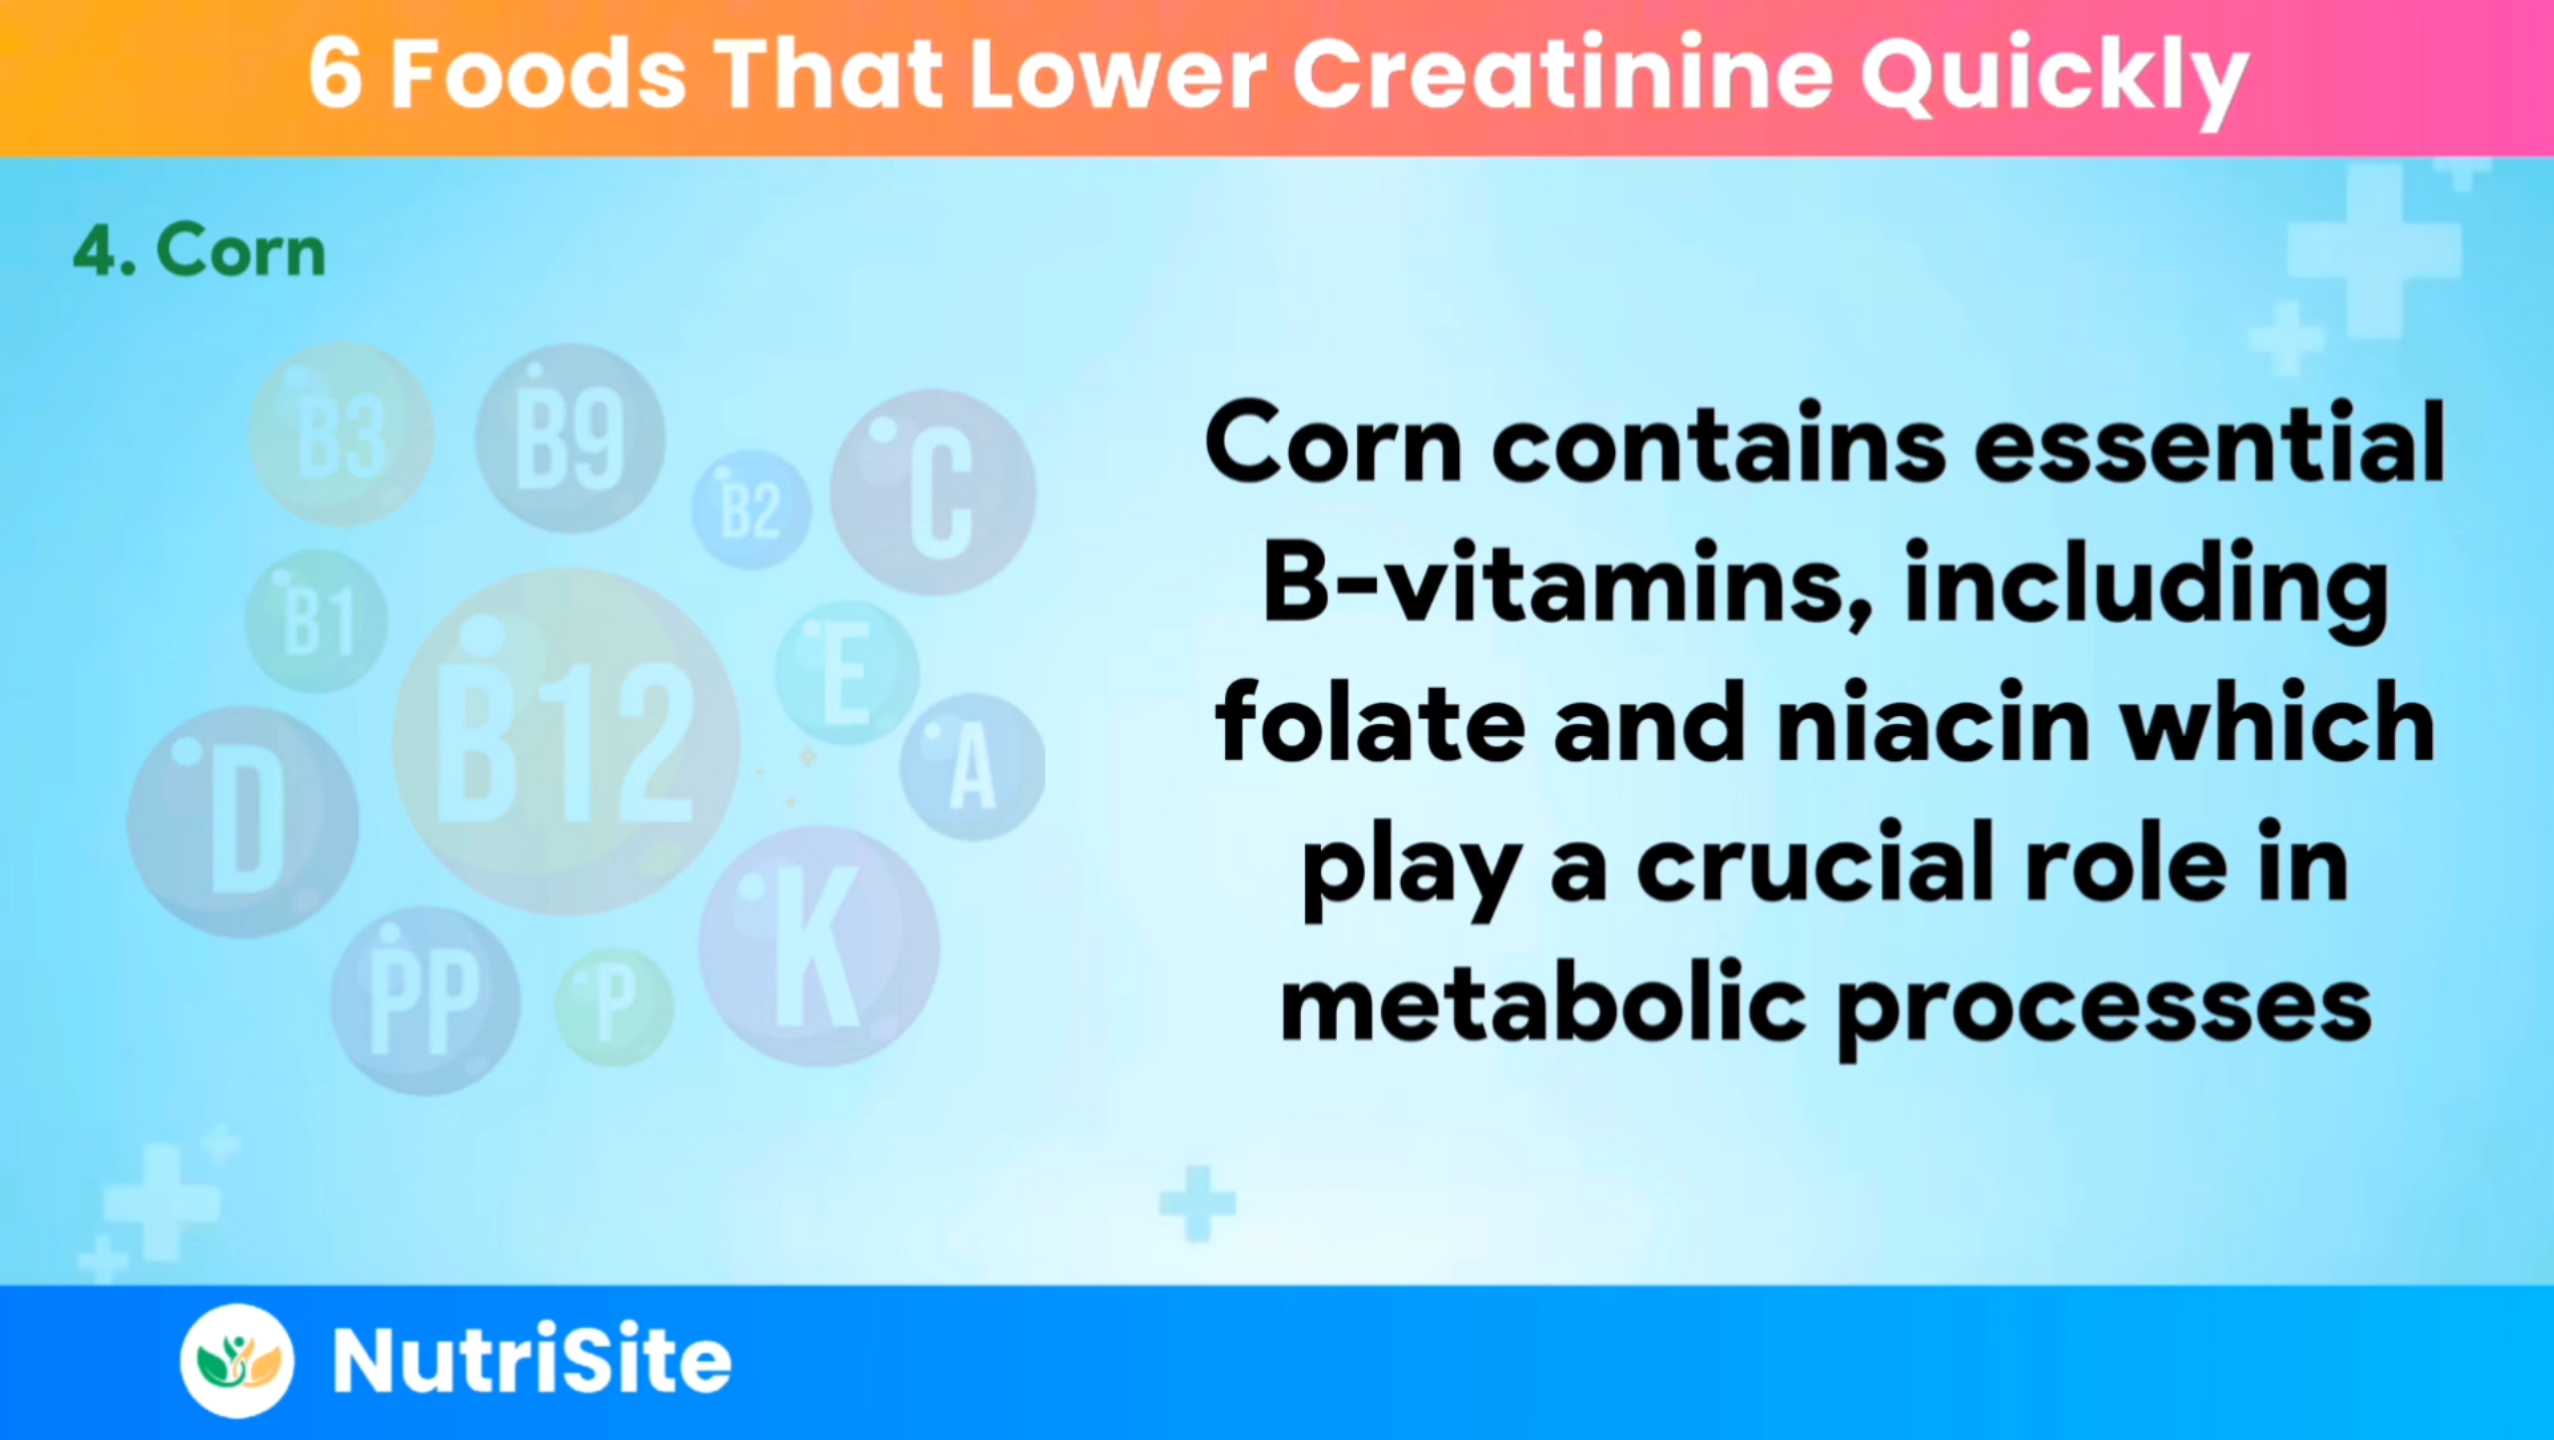 6 Foods That Lower Creatinine Quickly
4. Corn
B3
B9
B2
C
B1
B12
E
A
D
K
PP
P
Corn contains essential
B-vitamins, including
folate and niacin which
play a crucial role in
metabolic processes
NutriSite